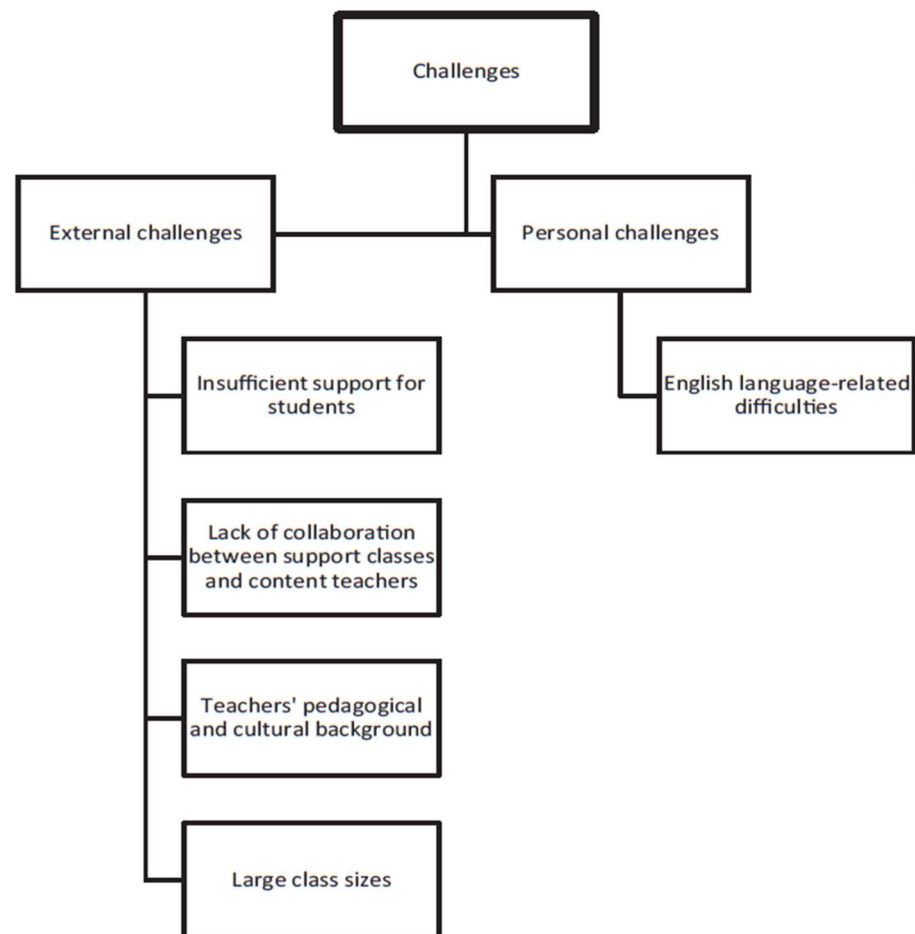 Challenges
External challenges
Personal challenges
Insufficient support for
students
English language-related
difficulties
Lack of collaboration
between support classes
and content teachers
Teachers' pedagogical
and cultural background
Large class sizes